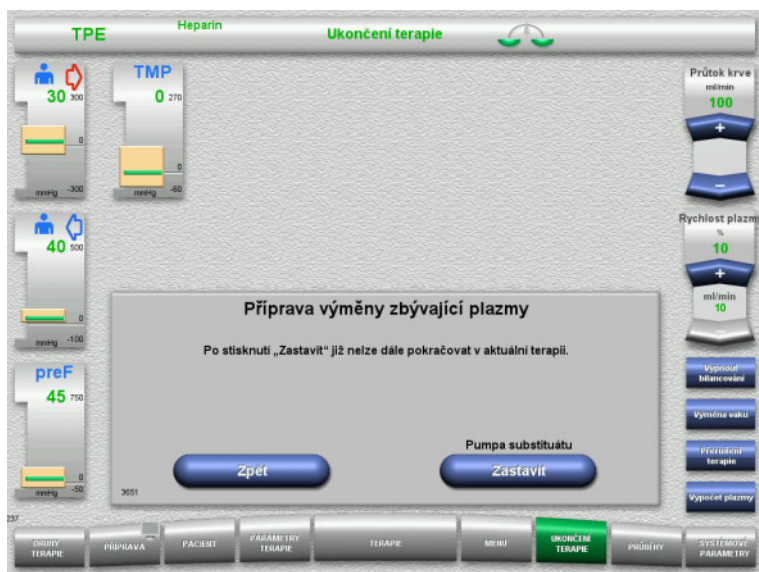 TPE
Heparin
Ukončení terapie
30 300
0
mmHg -300
TMP
0 270
0
mmHg -60
40 500
0
mmHg -100
preF
45 750
0
mmHg -50
Průtok krve
ml/min
100
+
−
Rychlost plazmy
%
10
+
ml/min
10
−
Vypnout
bilancování
Výměna vaku
Přerušení
terapie
Výpočet plazmy
Příprava výměny zbývající plazmy
Po stisknutí „Zastavit“ již nelze dále pokračovat v aktuální terapii.
Pumpa substituátu
Zpět
Zastavit
3651
237
DRUHY
TERAPIE
PŘÍPRAVA
PACIENT
PARAMETRY
TERAPIE
TERAPIE
MENU
UKONČENÍ
TERAPIE
PRŮBĚHY
SYSTÉMOVÉ
PARAMETRY